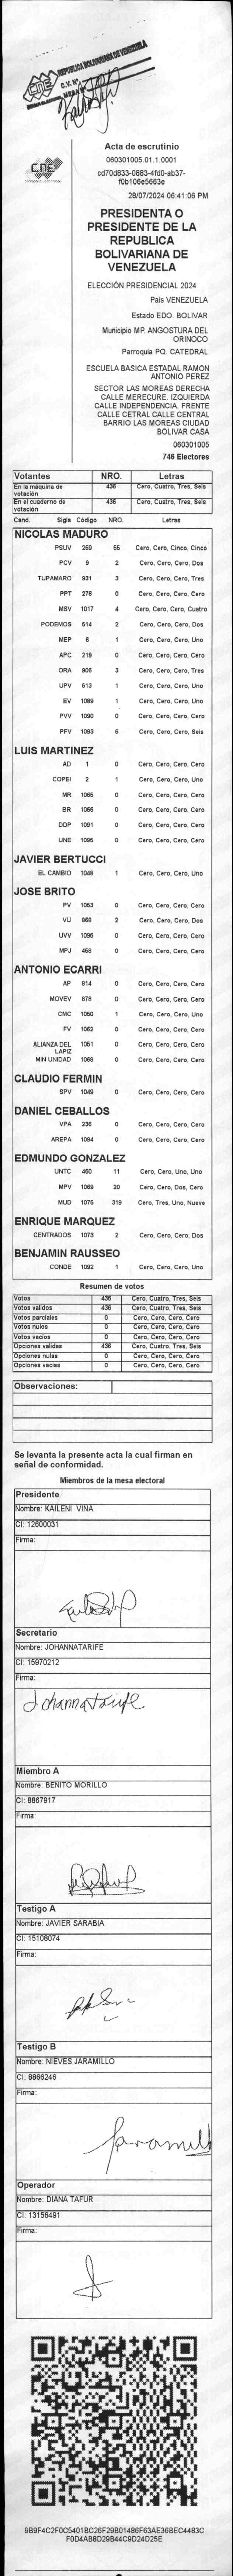 REPUBLICA BOLIVARIANA DE VENEZUELA
CNE
CNE
Acta de escrutinio
060301005.01.1.0001
cd70d833-0883-4fd0-ab37-
f0b106e5663e
28/07/2024 06:41:06 PM
PRESIDENTA O
PRESIDENTE DE LA
REPUBLICA
BOLIVARIANA DE
VENEZUELA
ELECCIÓN PRESIDENCIAL 2024
Pais VENEZUELA
Estado EDO. BOLIVAR
Municipio MP. ANGOSTURA DEL
ORINOCO
Parroquia PQ. CATEDRAL
ESCUELA BASICA ESTADAL RAMON
ANTONIO PEREZ
SECTOR LAS MOREAS DERECHA
CALLE MERECURE. IZQUIERDA
CALLE INDEPENDENCIA. FRENTE
CALLE CETRAL CALLE CENTRAL
BARRIO LAS MOREAS CIUDAD
BOLIVAR CASA
060301005
746 Electores
Votantes NRO. Letras
En la máquina de votación 436 Cero, Cuatro, Tres, Seis
En el cuaderno de votación 436 Cero, Cuatro, Tres, Seis
Cand. Sigla Código NRO. Letras
NICOLAS MADURO
PSUV 269 55 Cero, Cero, Cinco, Cinco
PCV 9 2 Cero, Cero, Cero, Dos
TUPAMARO 931 3 Cero, Cero, Cero, Tres
PPT 276 0 Cero, Cero, Cero, Cero
MSV 1017 4 Cero, Cero, Cero, Cuatro
PODEMOS 514 2 Cero, Cero, Cero, Dos
MEP 6 1 Cero, Cero, Cero, Uno
APC 219 0 Cero, Cero, Cero, Cero
ORA 906 3 Cero, Cero, Cero, Tres
UPV 513 1 Cero, Cero, Cero, Uno
EV 1089 1 Cero, Cero, Cero, Uno
PVV 1090 0 Cero, Cero, Cero, Cero
PFV 1093 6 Cero, Cero, Cero, Seis
LUIS MARTINEZ
AD 1 0 Cero, Cero, Cero, Cero
COPEI 2 1 Cero, Cero, Cero, Uno
MR 1065 0 Cero, Cero, Cero, Cero
BR 1066 0 Cero, Cero, Cero, Cero
DDP 1091 0 Cero, Cero, Cero, Cero
UNE 1095 0 Cero, Cero, Cero, Cero
JAVIER BERTUCCI
EL CAMBIO 1048 1 Cero, Cero, Cero, Uno
JOSE BRITO
PV 1053 0 Cero, Cero, Cero, Cero
VU 968 2 Cero, Cero, Cero, Dos
UVV 1096 0 Cero, Cero, Cero, Cero
MPJ 458 0 Cero, Cero, Cero, Cero
ANTONIO ECARRI
AP 914 0 Cero, Cero, Cero, Cero
MOVEV 878 0 Cero, Cero, Cero, Cero
CMC 1050 1 Cero, Cero, Cero, Uno
FV 1052 0 Cero, Cero, Cero, Cero
ALIANZA DEL LAPIZ 1051 0 Cero, Cero, Cero, Cero
MIN UNIDAD 1068 0 Cero, Cero, Cero, Cero
CLAUDIO FERMIN
SPV 1049 0 Cero, Cero, Cero, Cero
DANIEL CEBALLOS
VPA 236 0 Cero, Cero, Cero, Cero
AREPA 1094 0 Cero, Cero, Cero, Cero
EDMUNDO GONZALEZ
UNTC 460 11 Cero, Cero, Uno, Uno
MPV 1069 20 Cero, Cero, Dos, Cero
MUD 1075 319 Cero, Tres, Uno, Nueve
ENRIQUE MARQUEZ
CENTRADOS 1073 2 Cero, Cero, Cero, Dos
BENJAMIN RAUSSEO
CONDE 1092 1 Cero, Cero, Cero, Uno
Resumen de votos
Votos 436 Cero, Cuatro, Tres, Seis
Votos validos 436 Cero, Cuatro, Tres, Seis
Votos parciales 0 Cero, Cero, Cero, Cero
Votos nulos 0 Cero, Cero, Cero, Cero
Votos vacios 0 Cero, Cero, Cero, Cero
Opciones validas 436 Cero, Cuatro, Tres, Seis
Opciones nulas 0 Cero, Cero, Cero, Cero
Opciones vacias 0 Cero, Cero, Cero, Cero
Observaciones:
Se levanta la presente acta la cual firman en
señal de conformidad.
Miembros de la mesa electoral
Presidente
Nombre: KAILENI VIÑA
CI: 12600031
Firma:
Secretario
Nombre: JOHANNATARIFE
CI: 15970212
Firma:
Johannatarife
Miembro A
Nombre: BENITO MORILLO
CI: 8867917
Firma:
Testigo A
Nombre: JAVIER SARABIA
CI: 15108074
Firma:
Testigo B
Nombre: NIEVES JARAMILLO
CI: 8866246
Firma:
Jaramill
Operador
Nombre: DIANA TAFUR
CI: 13156491
Firma:
9B9F4C2F0C5401BC26F29B01486F63AE36BEC4483C
F0D4AB8D29B44C9D24D25E